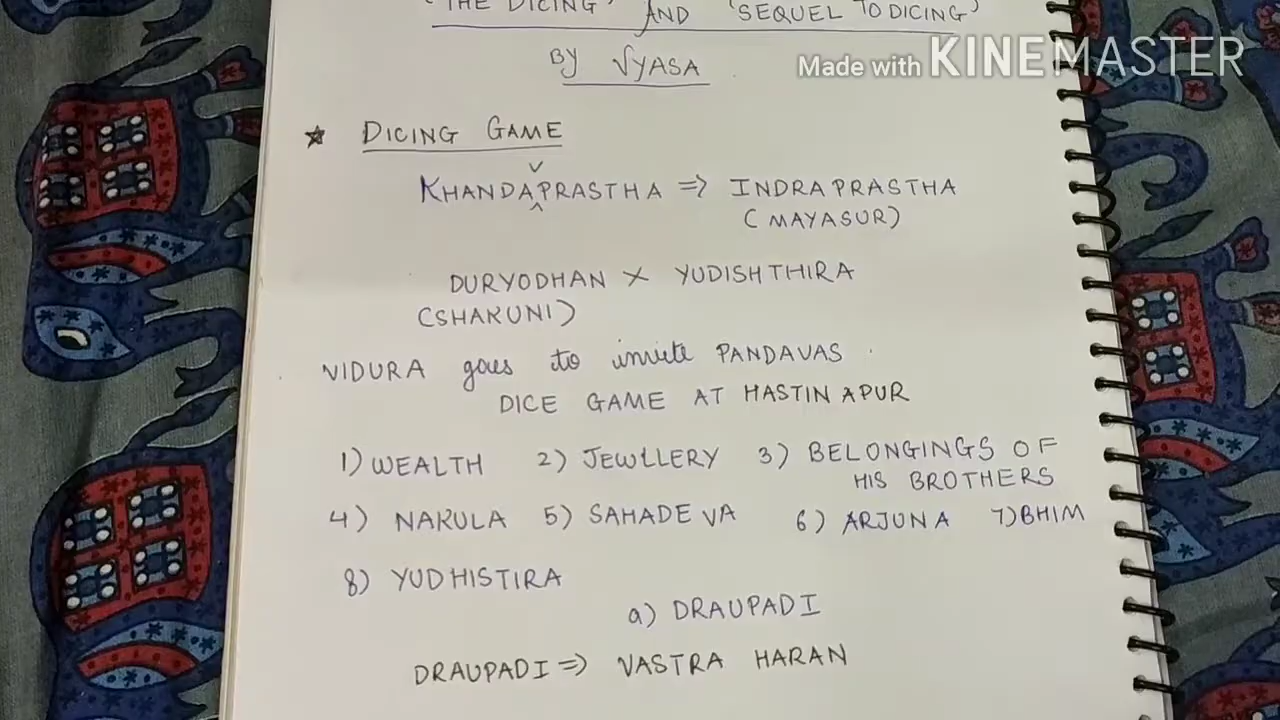 'THE DICING' AND 'SEQUEL TO DICING'
BY VYASA
Made with KINEMASTER
★ DICING GAME
KHANDAPRASTHA => INDRAPRASTHA
(MAYASUR)
DURYODHAN X YUDISHTHIRA
(SHAKUNI)
VIDURA goes to invite PANDAVAS
DICE GAME AT HASTINAPUR
1) WEALTH 2) JEWLLERY 3) BELONGINGS OF
HIS BROTHERS
4) NAKULA 5) SAHADEVA 6) ARJUNA 7) BHIM
8) YUDHISTIRA
a) DRAUPADI
DRAUPADI => VASTRA HARAN